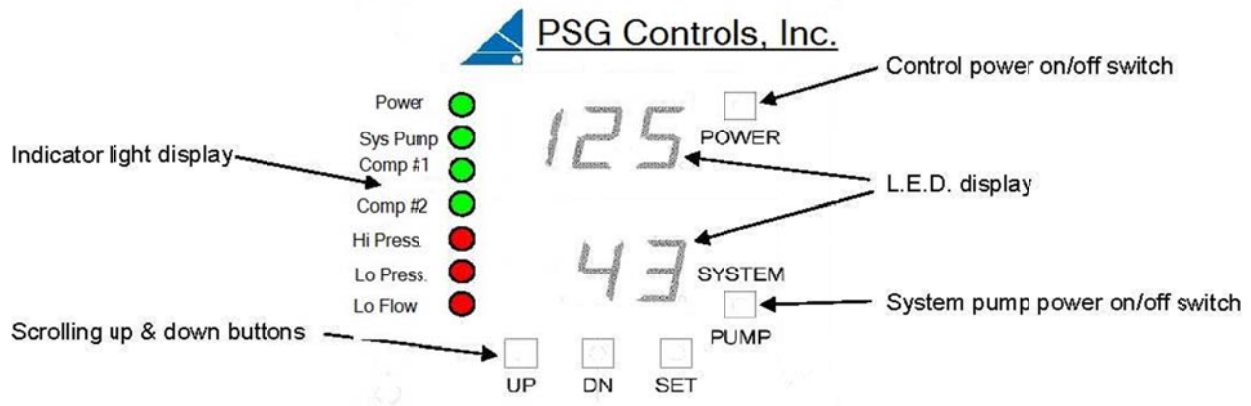 PSG Controls, Inc.
Control power on/off switch
Power
125
POWER
Sys Pump
Comp #1
Indicator light display
L.E.D. display
Comp #2
Hi Press.
43
Lo Press.
SYSTEM
Lo Flow
System pump power on/off switch
PUMP
Scrolling up & down buttons
UP DN SET